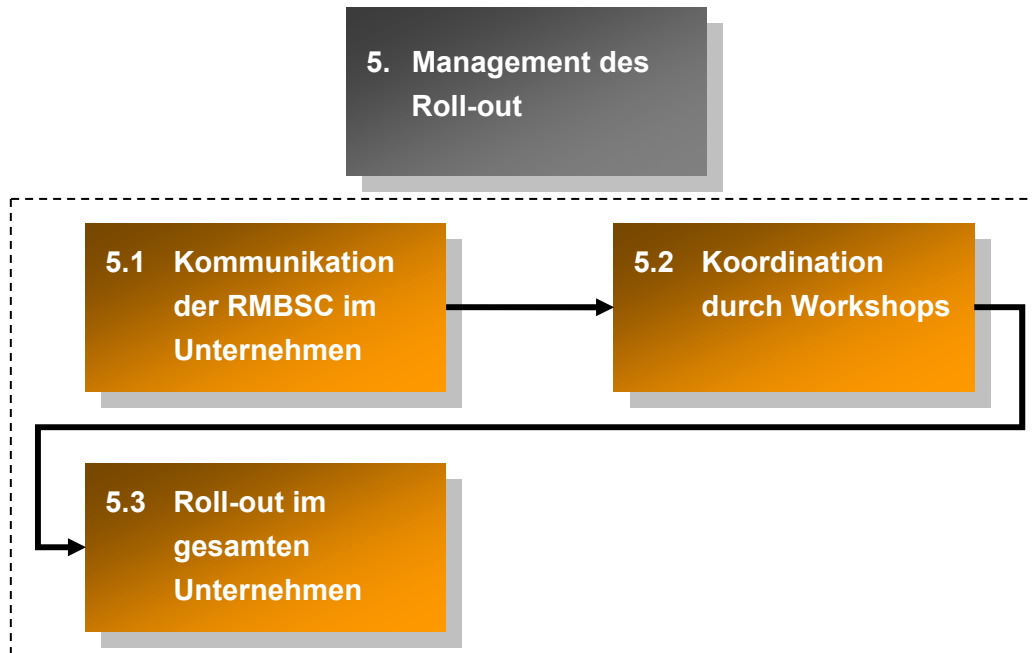 5. Management des
Roll-out
5.1 Kommunikation
der RMBSC im
Unternehmen
5.2 Koordination
durch Workshops
5.3 Roll-out im
gesamten
Unternehmen